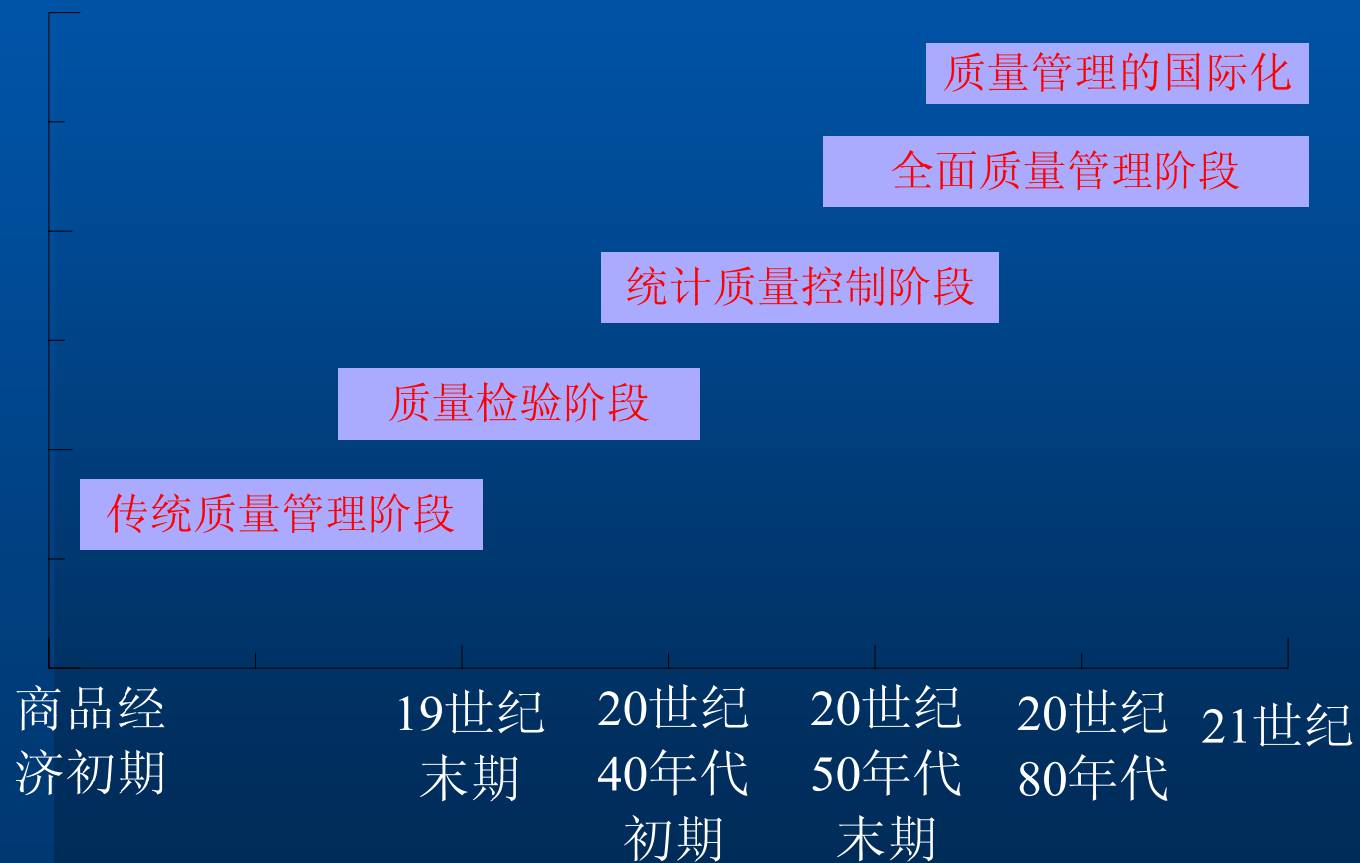 质量管理的国际化
全面质量管理阶段
统计质量控制阶段
质量检验阶段
传统质量管理阶段
商品经
济初期
19世纪
末期
20世纪
40年代
初期
20世纪
50年代
末期
20世纪
80年代
21世纪